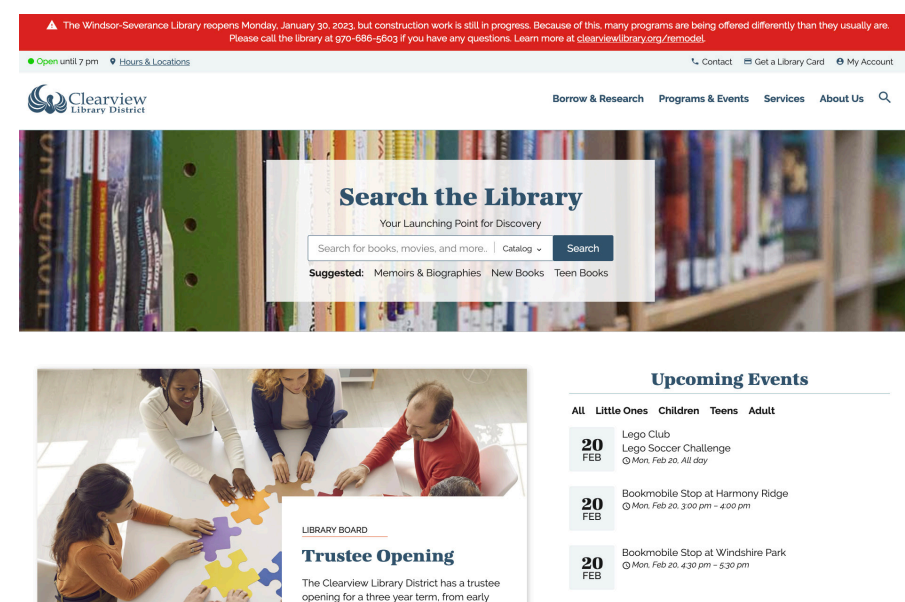 The Windsor-Severance Library reopens Monday, January 30, 2023, but construction work is still in progress. Because of this, many programs are being offered differently than they usually are.
Please call the library at 970-686-5603 if you have any questions. Learn more at clearviewlibrary.org/remodel.
Open until 7 pm Hours & Locations Contact Get a Library Card My Account
Clearview
Library District
Borrow & Research Programs & Events Services About Us
Search the Library
Your Launching Point for Discovery
Search for books, movies, and more.. Catalog Search
Suggested: Memoirs & Biographies New Books Teen Books
A WORLD WITHOUT
LIBRARY BOARD
Trustee Opening
The Clearview Library District has a trustee
opening for a three year term, from early
Upcoming Events
All Little Ones Children Teens Adult
20
FEB
Lego Club
Lego Soccer Challenge
Mon, Feb 20, All day
20
FEB
Bookmobile Stop at Harmony Ridge
Mon, Feb 20, 3:00 pm – 4:00 pm
20
FEB
Bookmobile Stop at Windshire Park
Mon, Feb 20, 4:30 pm – 5:30 pm